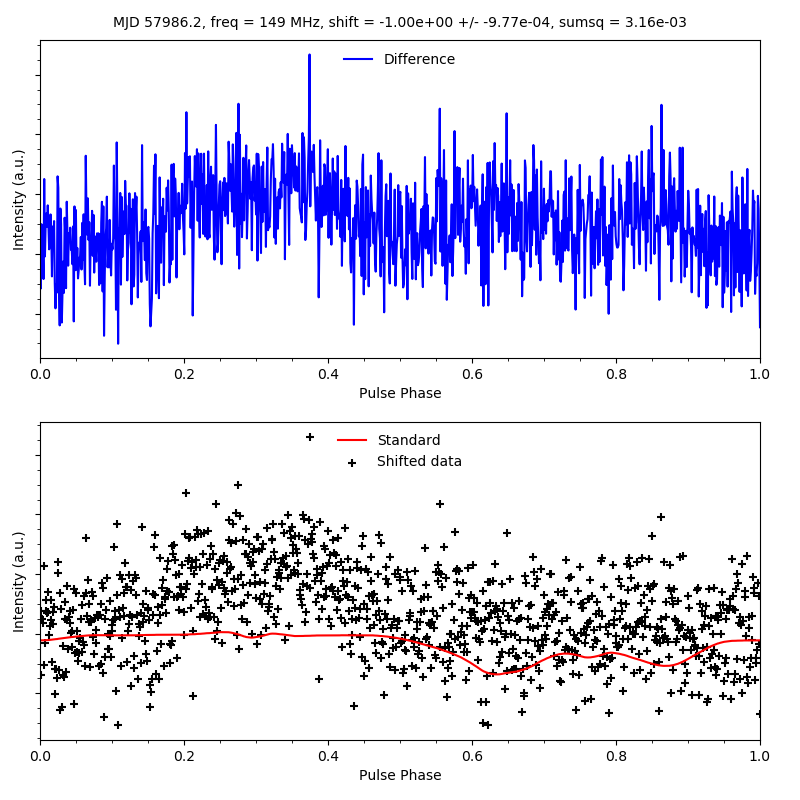 MJD 57986.2, freq = 149 MHz, shift = -1.00e+00 +/- -9.77e-04, sumsq = 3.16e-03
Difference
Intensity (a.u.)
0.0 0.2 0.4 0.6 0.8 1.0
Pulse Phase
Standard
Shifted data
Intensity (a.u.)
0.0 0.2 0.4 0.6 0.8 1.0
Pulse Phase